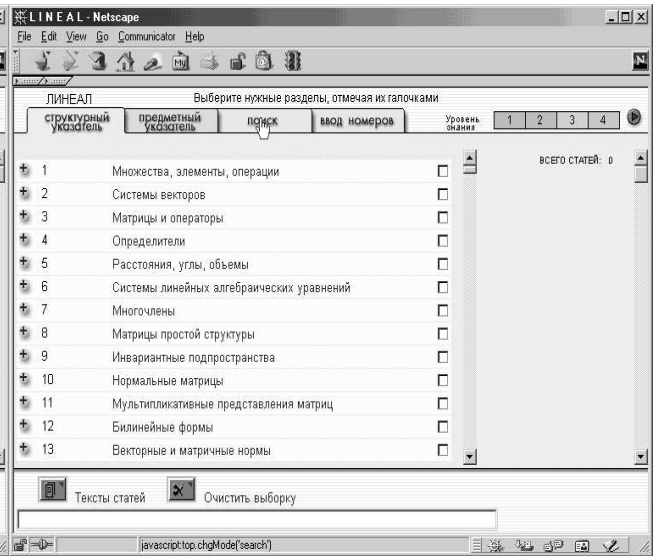 LINEAL - Netscape
File Edit View Go Communicator Help
ЛИНЕАЛ Выберите нужные разделы, отмечая их галочками
структурный указатель
предметный указатель
поиск
ввод номеров
Уровень знания
1 2 3 4
ВСЕГО СТАТЕЙ: 0
1 Множества, элементы, операции
2 Системы векторов
3 Матрицы и операторы
4 Определители
5 Расстояния, углы, объемы
6 Системы линейных алгебраических уравнений
7 Многочлены
8 Матрицы простой структуры
9 Инвариантные подпространства
10 Нормальные матрицы
11 Мультипликативные представления матриц
12 Билинейные формы
13 Векторные и матричные нормы
Тексты статей Очистить выборку
javascript:top.chgMode('search')